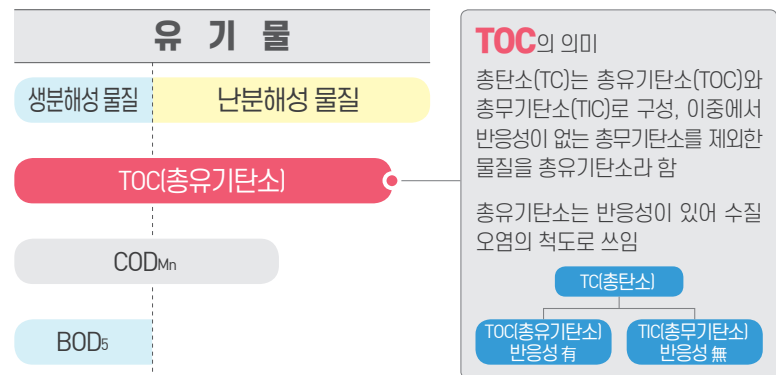 유 기 물
생분해성 물질
난분해성 물질
TOC(총유기탄소)
CODMn
BOD5
TOC의 의미
총탄소(TC)는 총유기탄소(TOC)와
총무기탄소(TIC)로 구성, 이중에서
반응성이 없는 총무기탄소를 제외한
물질을 총유기탄소라 함
총유기탄소는 반응성이 있어 수질
오염의 척도로 쓰임
TC(총탄소)
TOC(총유기탄소)
반응성 有
TIC(총무기탄소)
반응성 無